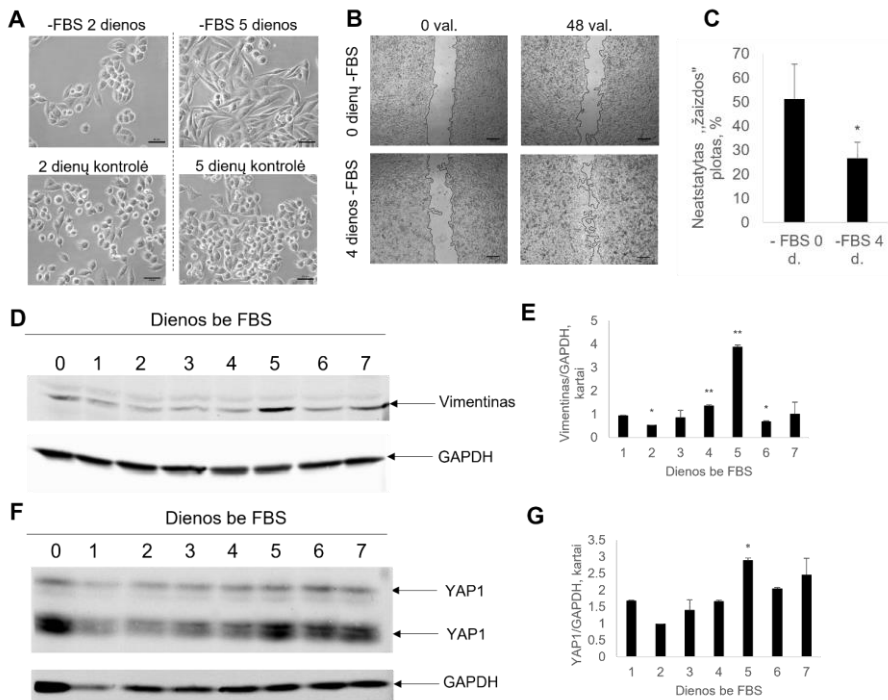 A
-FBS 2 dienos
-FBS 5 dienos
2 dienų kontrolė
5 dienų kontrolė
B
0 val.
48 val.
0 dienų -FBS
4 dienos -FBS
C
Neatstatytas ,,žaizdos"
plotas, %
70
60
50
40
30
20
10
0
*
- FBS 0
d.
-FBS 4
d.
D
Dienos be FBS
0 1 2 3 4 5 6 7
Vimentinas
GAPDH
E
Vimentinas/GAPDH,
kartai
5
4
3
2
1
0
* ** ** *
1 2 3 4 5 6 7
Dienos be FBS
F
Dienos be FBS
0 1 2 3 4 5 6 7
YAP1
YAP1
GAPDH
G
YAP1/GAPDH, kartai
3.5
3
2.5
2
1.5
1
0.5
0
*
1 2 3 4 5 6 7
Dienos be FBS